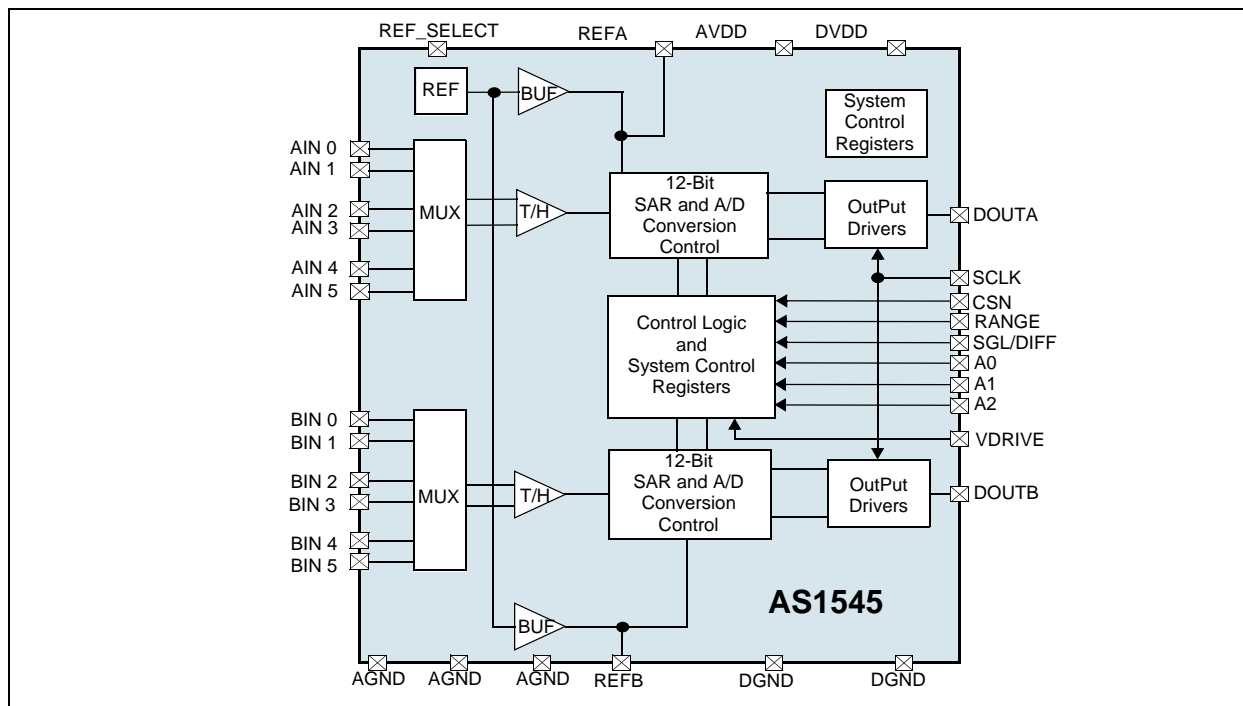 REF_SELECT
REFA
AVDD
DVDD
REF
BUF
System
Control
Registers
AIN 0
AIN 1
AIN 2
AIN 3
AIN 4
AIN 5
MUX
T/H
12-Bit
SAR and A/D
Conversion
Control
OutPut
Drivers
DOUTA
SCLK
CSN
RANGE
SGL/DIFF
A0
A1
A2
VDRIVE
Control Logic
and
System Control
Registers
BIN 0
BIN 1
BIN 2
BIN 3
BIN 4
BIN 5
MUX
T/H
12-Bit
SAR and A/D
Conversion
Control
OutPut
Drivers
DOUTB
BUF
AS1545
AGND
AGND
AGND
REFB
DGND
DGND